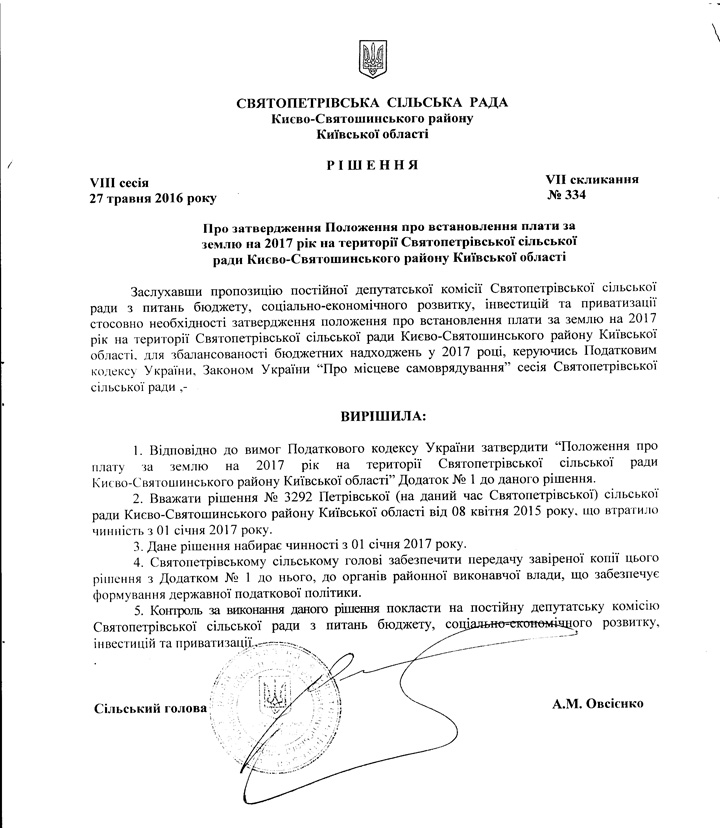 СВЯТОПЕТРІВСЬКА СІЛЬСЬКА РАДА
Києво-Святошинського району
Київської області
Р І Ш Е Н Н Я
VIII сесія
VII скликання
27 травня 2016 року
№ 334
Про затвердження Положення про встановлення плати за
землю на 2017 рік на території Святопетрівської сільської
ради Києво-Святошинського району Київської області
Заслухавши пропозицію постійної депутатської комісії Святопетрівської сільської
ради з питань бюджету, соціально-економічного розвитку, інвестицій та приватизації
стосовно необхідності затвердження положення про встановлення плати за землю на 2017
рік на території Святопетрівської сільської ради Києво-Святошинського району Київської
області, для збалансованості бюджетних надходжень у 2017 році, керуючись Податковим
кодексу України, Законом України “Про місцеве самоврядування” сесія Святопетрівської
сільської ради ,-
ВИРІШИЛА:
1. Відповідно до вимог Податкового кодексу України затвердити “Положення про
плату за землю на 2017 рік на території Святопетрівської сільської ради
Києво-Святошинського району Київської області” Додаток № 1 до даного рішення.
2. Вважати рішення № 3292 Петрівської (на даний час Святопетрівської) сільської
ради Києво-Святошинського району Київської області від 08 квітня 2015 року, що втратило
чинність з 01 січня 2017 року.
3. Дане рішення набирає чинності з 01 січня 2017 року.
4. Святопетрівському сільському голові забезпечити передачу завіреної копії цього
рішення з Додатком № 1 до нього, до органів районної виконавчої влади, що забезпечує
формування державної податкової політики.
5. Контроль за виконання даного рішення покласти на постійну депутатську комісію
Святопетрівської сільської ради з питань бюджету, соціально-економічного розвитку,
інвестицій та приватизації.
Сільський голова
А.М. Овсієнко